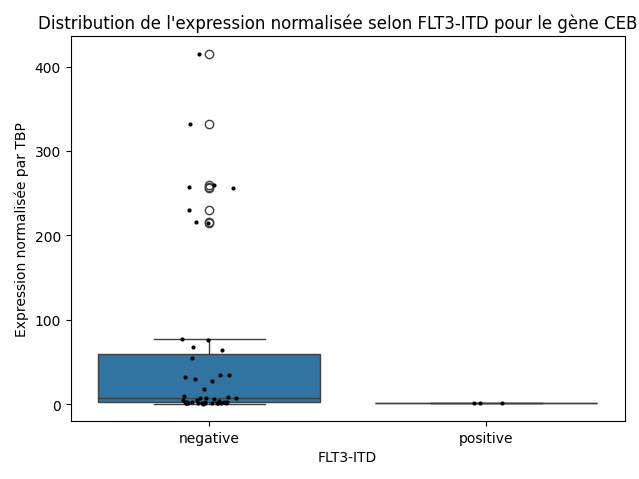 Distribution de l'expression normalisée selon FLT3-ITD pour le gène CEB
Expression normalisée par TBP
400
300
200
100
0
negative
positive
FLT3-ITD